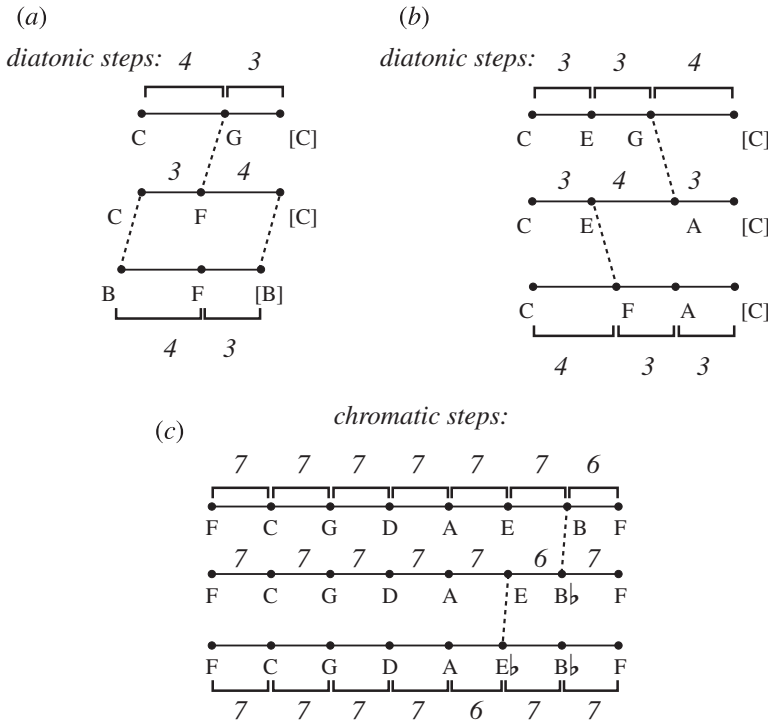 (a)
diatonic steps: 4 3
C G [C]
3 4
C F [C]
B F [B]
4 3
(b)
diatonic steps: 3 3 4
C E G [C]
3 4 3
C E A [C]
C F A [C]
4 3 3
(c)
chromatic steps:
7 7 7 7 7 7 6
F C G D A E B F
7 7 7 7 7 6 7
F C G D A E B♭ F
F C G D A E♭ B♭ F
7 7 7 7 6 7 7